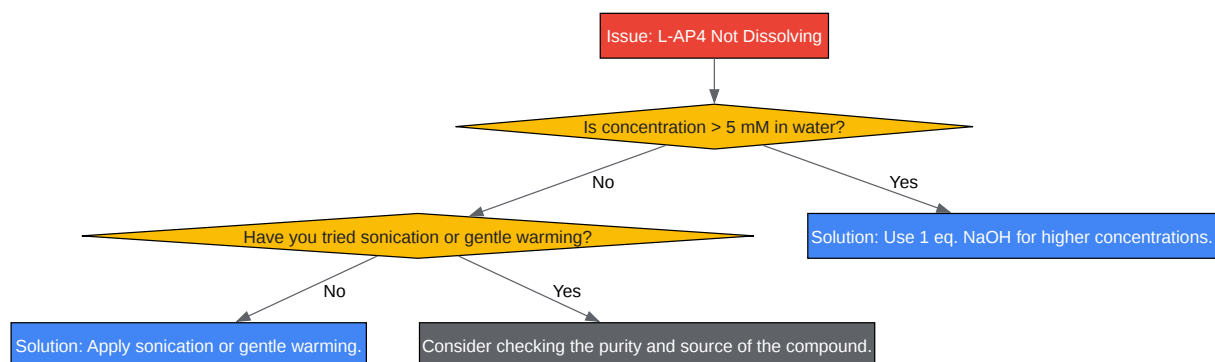 Issue: L-AP4 Not Dissolving
Is concentration > 5 mM in water?
No
Yes
Have you tried sonication or gentle warming?
Solution: Use 1 eq. NaOH for higher concentrations.
No
Yes
Solution: Apply sonication or gentle warming.
Consider checking the purity and source of the compound.